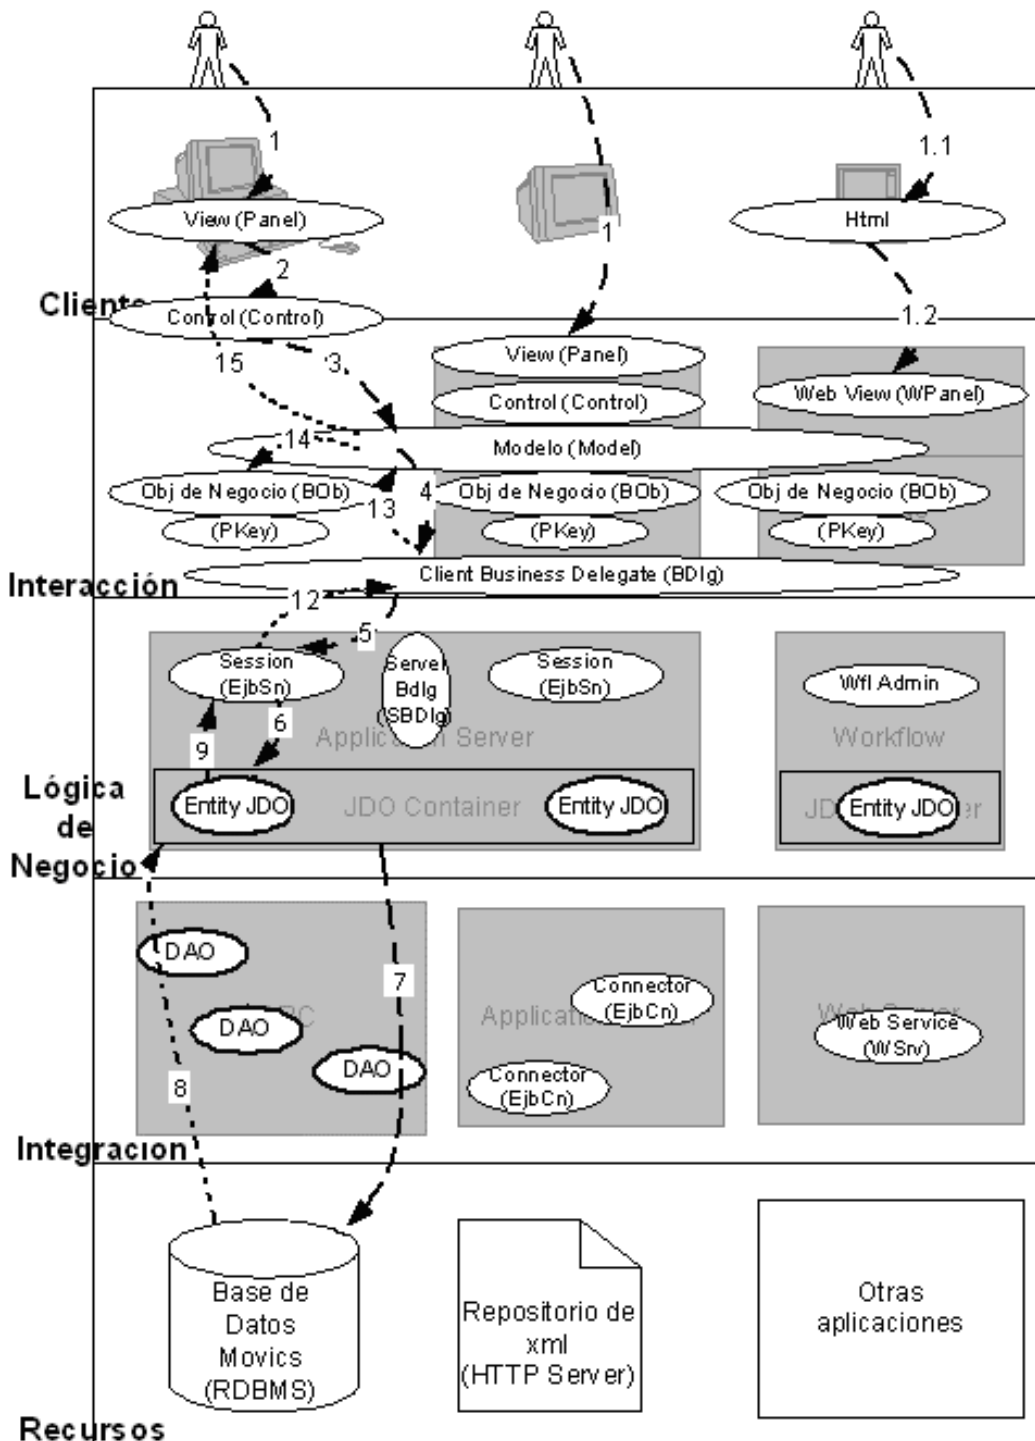 1
1.1
View (Panel)
Html
1
2
Cliente
Control (Control)
1.2
15
3
View (Panel)
Web View (WPanel)
Control (Control)
14
Modelo (Model)
Obj de Negocio (BOb)
4
Obj de Negocio (BOb)
Obj de Negocio (BOb)
13
(PKey)
(PKey)
(PKey)
Client Business Delegate (BDlg)
Interacción
12
5
Session
(EjbSn)
Server
Bdlg
(SBDlg)
Session
(EjbSn)
Wfl Admin
6
9
Application Server
Workflow
Lógica
de
Negocio
Entity JDO
JDO Container
Entity JDO
Entity JDO
DAO
7
Connector
(EjbCn)
DAO
Web Service
(WSrv)
DAO
8
Connector
(EjbCn)
Integración
Base de
Datos
Movics
(RDBMS)
Repositorio de
xml
(HTTP Server)
Otras
aplicaciones
Recursos